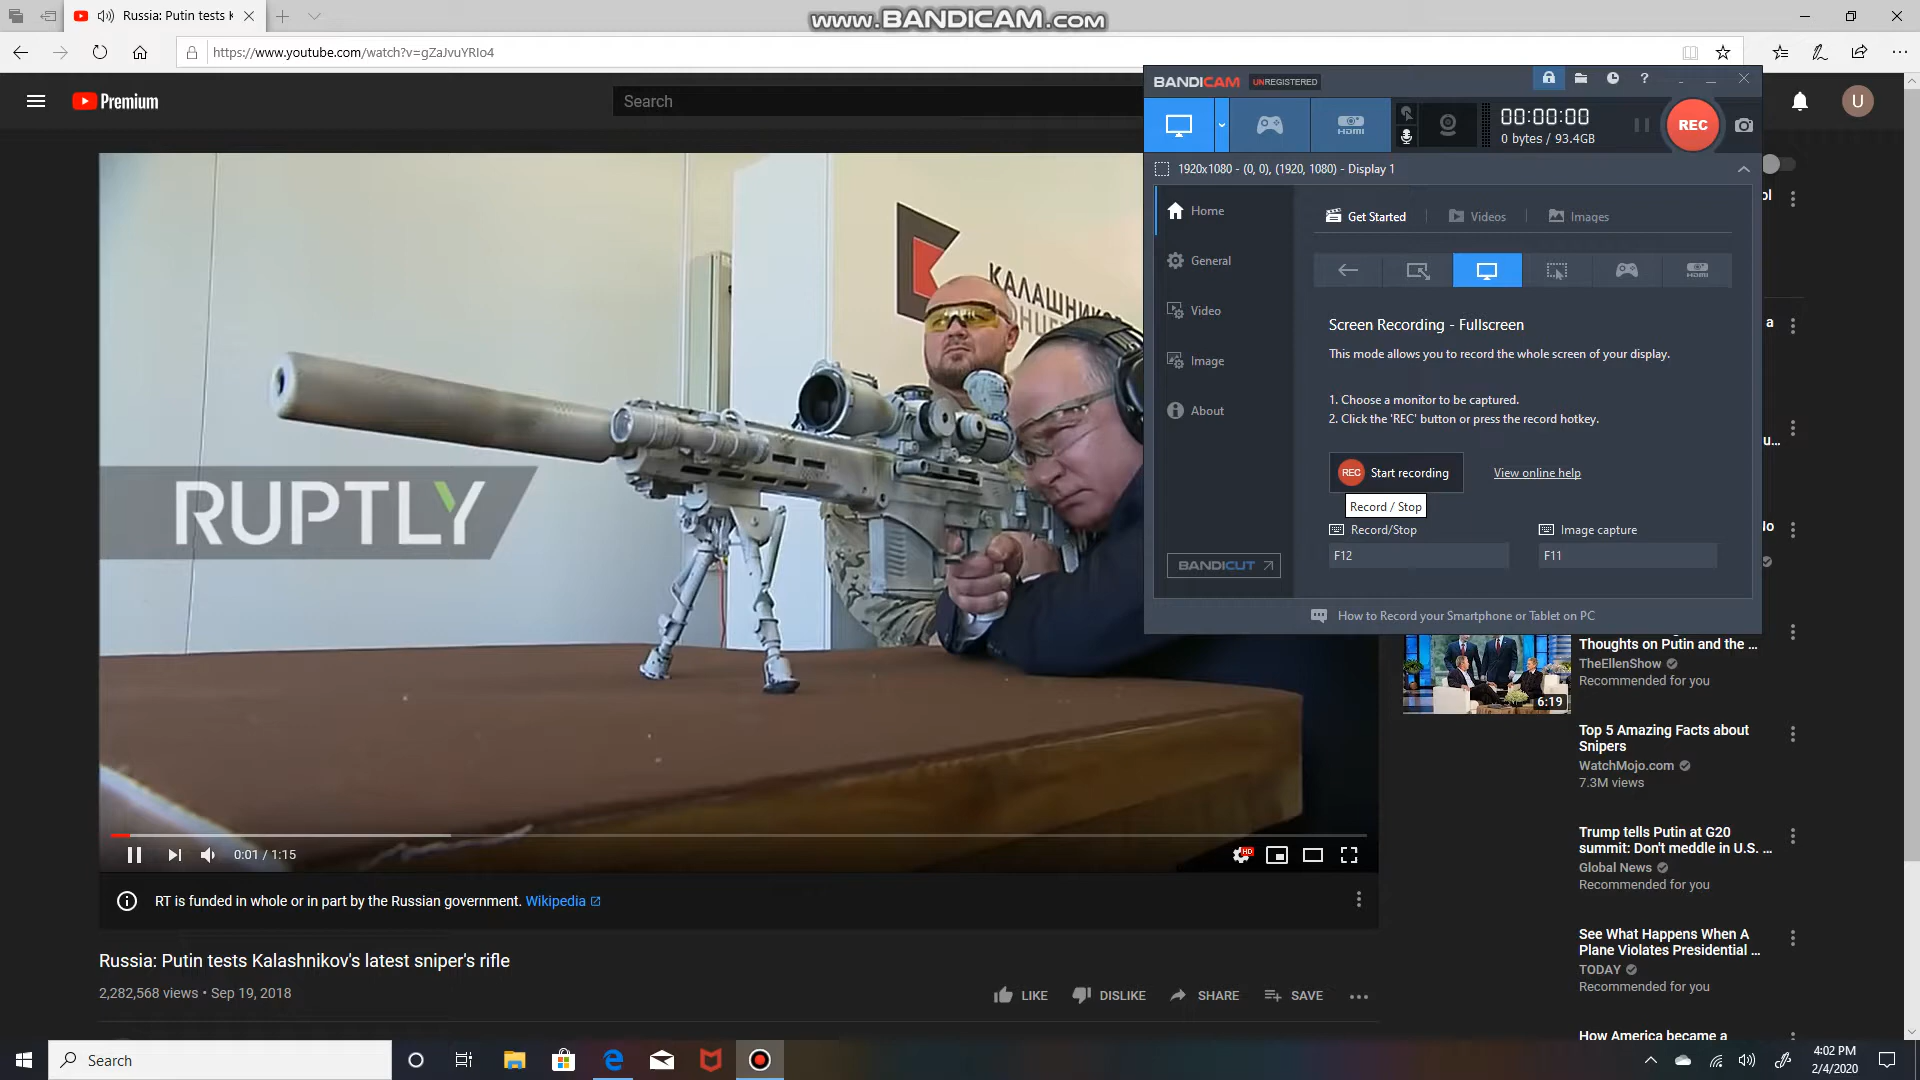 Russia: Putin tests K
www.BANDICAM.com
https://www.youtube.com/watch?v=gZaJvuYRIo4
Premium
Search
U
BANDICAM UNREGISTERED
HDMI
00:00:00
0 bytes / 93.4GB
REC
1920x1080 - (0, 0), (1920, 1080) - Display 1
Home
General
Video
Image
About
BANDICUT
Get Started
Videos
Images
HDMI
Screen Recording - Fullscreen
This mode allows you to record the whole screen of your display.
1. Choose a monitor to be captured.
2. Click the 'REC' button or press the record hotkey.
REC Start recording
View online help
Record / Stop
Record/Stop
Image capture
F12
F11
How to Record your Smartphone or Tablet on PC
КАЛАШНИКОВ
RUPTLY
0:01 / 1:15
HD
RT is funded in whole or in part by the Russian government. Wikipedia
Russia: Putin tests Kalashnikov's latest sniper's rifle
2,282,568 views • Sep 19, 2018
LIKE
DISLIKE
SHARE
SAVE
6:19
Thoughts on Putin and the ...
TheEllenShow
Recommended for you
Top 5 Amazing Facts about
Snipers
WatchMojo.com
7.3M views
Trump tells Putin at G20
summit: Don't meddle in U.S. ...
Global News
Recommended for you
See What Happens When A
Plane Violates Presidential ...
TODAY
Recommended for you
How America became a
Search
4:02 PM
2/4/2020